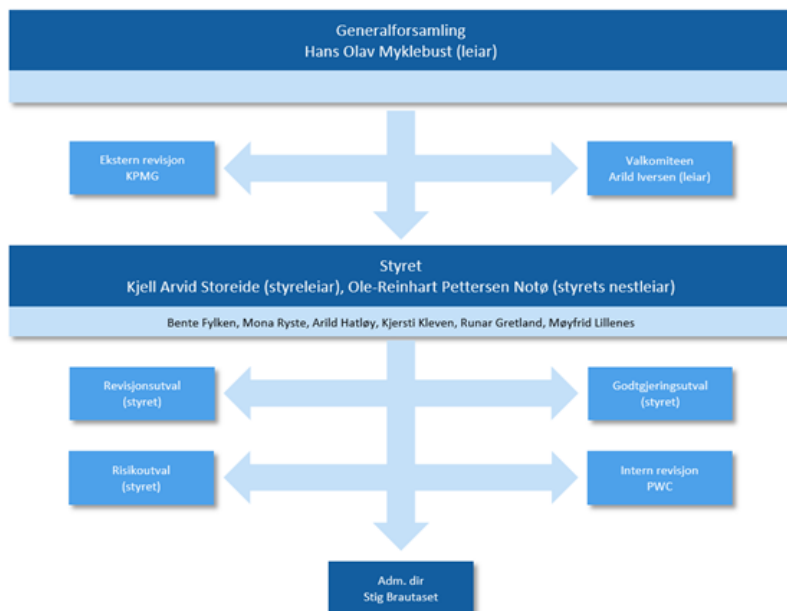 Generalforsamling
Hans Olav Myklebust (leiar)
Ekstern revisjon
KPMG
Valkomiteen
Arild Iversen (leiar)
Styret
Kjell Arvid Storeide (styreleiar), Ole-Reinhart Pettersen Notø (styrets nestleiar)
Bente Fylken, Mona Ryste, Arild Hatløy, Kjersti Kleven, Runar Gretland, Møyfrid Lillenes
Revisjonsutval
(styret)
Godtgjeringsutval
(styret)
Risikoutval
(styret)
Intern revisjon
PWC
Adm. dir
Stig Brautaset